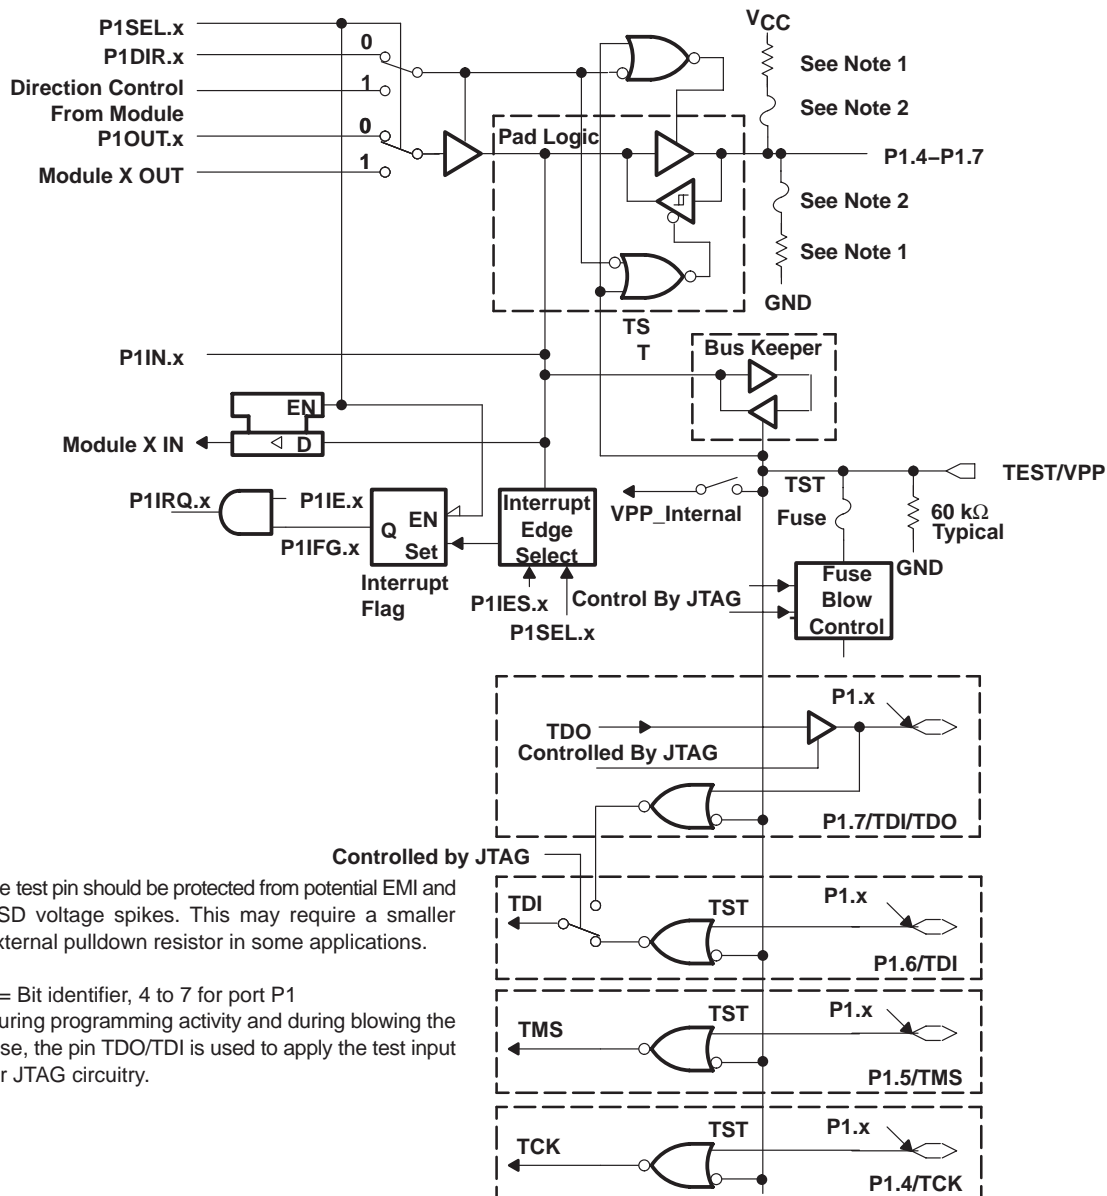 P1SEL.x
P1DIR.x
0
Direction Control
From Module
1
P1OUT.x
0
Module X OUT
1
Pad Logic
VCC
See Note 1
See Note 2
P1.4–P1.7
See Note 2
See Note 1
GND
TS
T
P1IN.x
Bus Keeper
EN
Module X IN
D
TEST/VPP
TST
VPP_Internal
Fuse
60 kΩ
Typical
GND
P1IRQ.x
P1IE.x
P1IFG.x
Q
EN
Set
Interrupt
Flag
Interrupt
Edge
Select
P1IES.x
P1SEL.x
Control By JTAG
Fuse
Blow
Control
P1.x
TDO
Controlled By JTAG
P1.7/TDI/TDO
Controlled by JTAG
e test pin should be protected from potential EMI and
SD voltage spikes. This may require a smaller
xternal pulldown resistor in some applications.
TDI
TST
P1.x
P1.6/TDI
= Bit identifier, 4 to 7 for port P1
uring programming activity and during blowing the
se, the pin TDO/TDI is used to apply the test input
r JTAG circuitry.
TMS
TST
P1.x
P1.5/TMS
TCK
TST
P1.x
P1.4/TCK